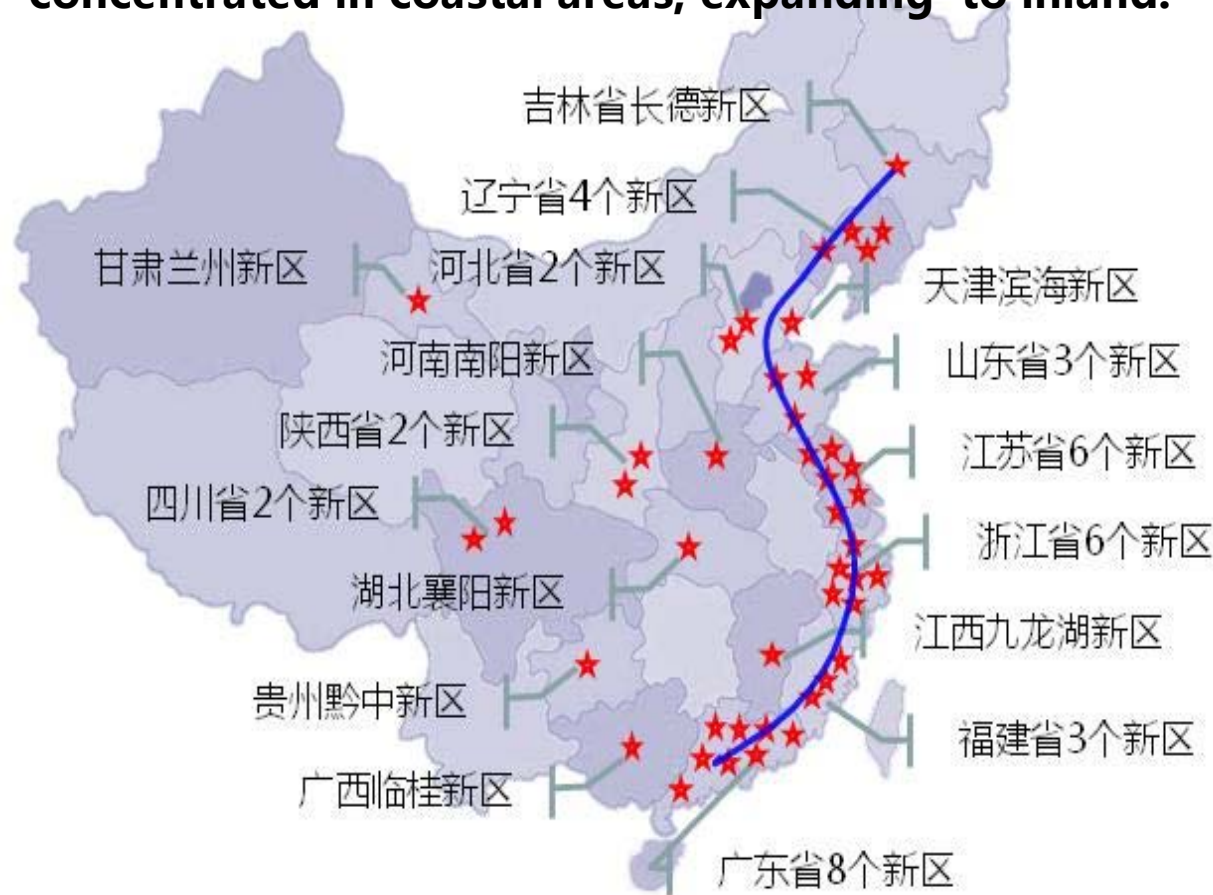 concentrated in coastal areas, expanding to inland.
吉林省长德新区
辽宁省4个新区
甘肃兰州新区
河北省2个新区
天津滨海新区
河南南阳新区
山东省3个新区
陕西省2个新区
江苏省6个新区
四川省2个新区
浙江省6个新区
湖北襄阳新区
江西九龙湖新区
贵州黔中新区
福建省3个新区
广西临桂新区
广东省8个新区